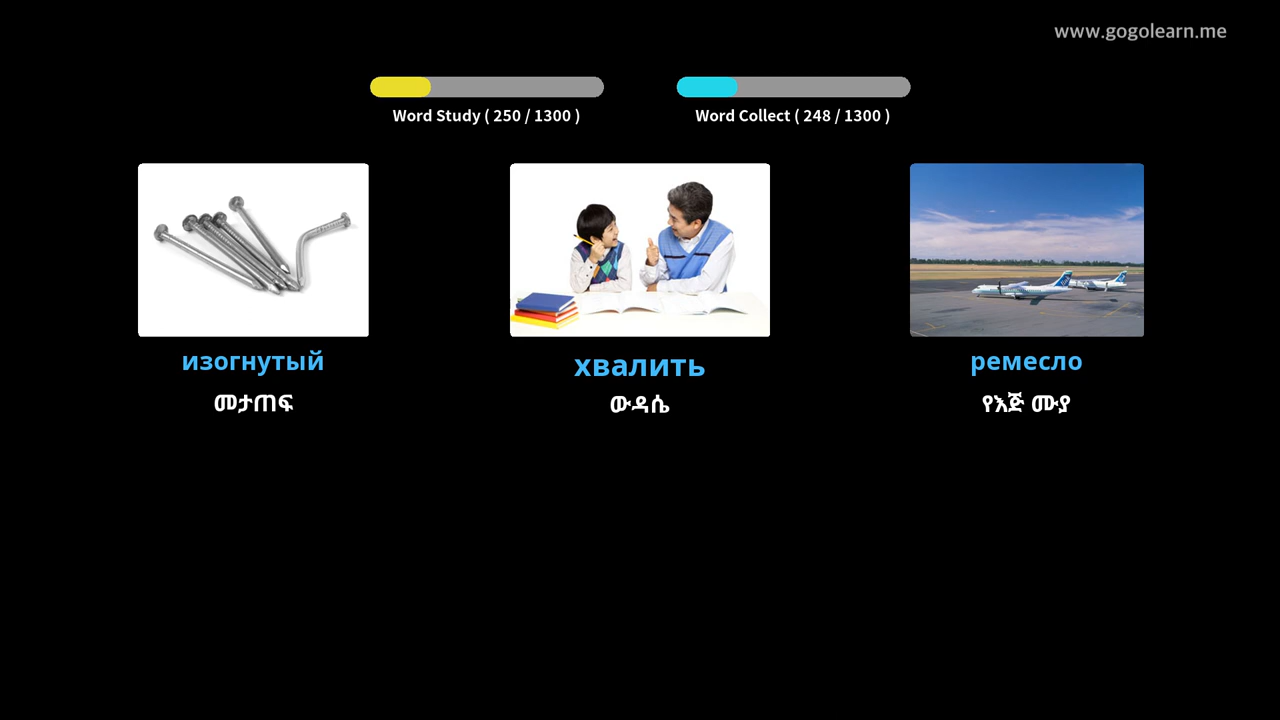 www.gogolearn.me
Word Study ( 250 / 1300 )
Word Collect ( 248 / 1300 )
изогнутый
хвалить
ремесло
መታጠፍ
ውዳሴ
የእጅ ሙያ